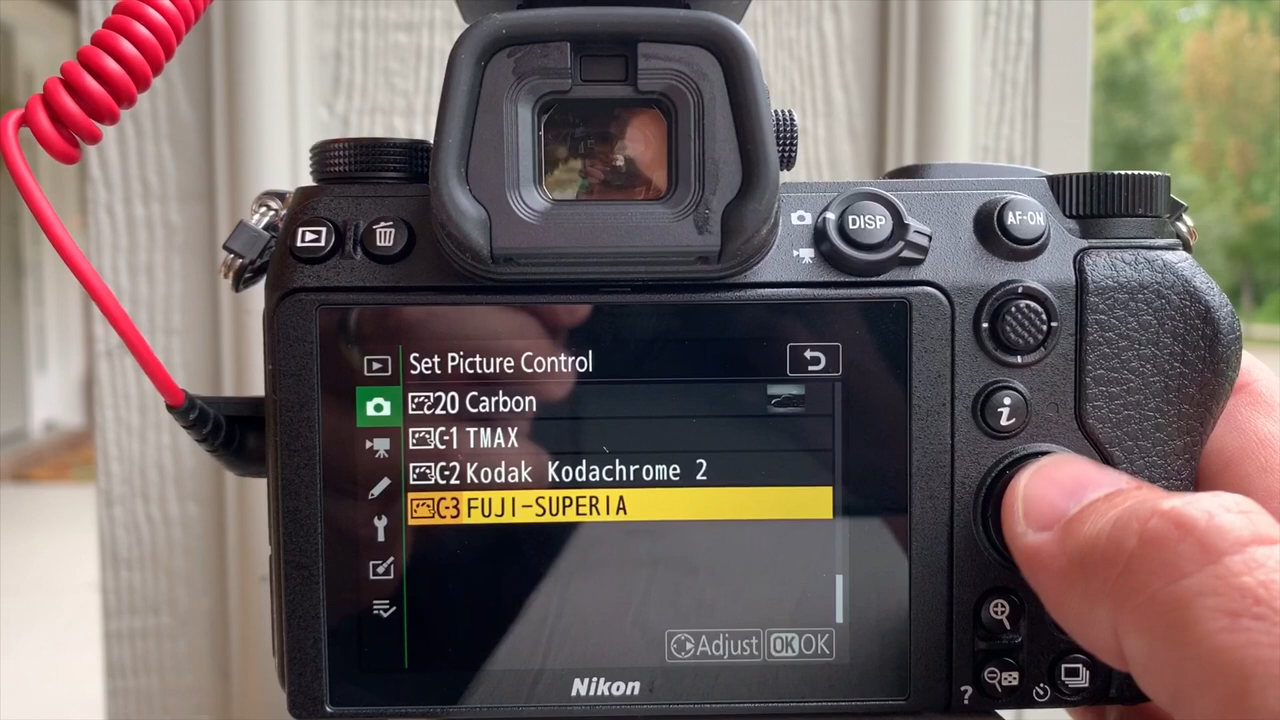 DISP
AF-ON
i
Set Picture Control
20 Carbon
C-1 TMAX
C-2 Kodak Kodachrome 2
C-3 FUJI-SUPERIA
Adjust OK OK
Nikon
?